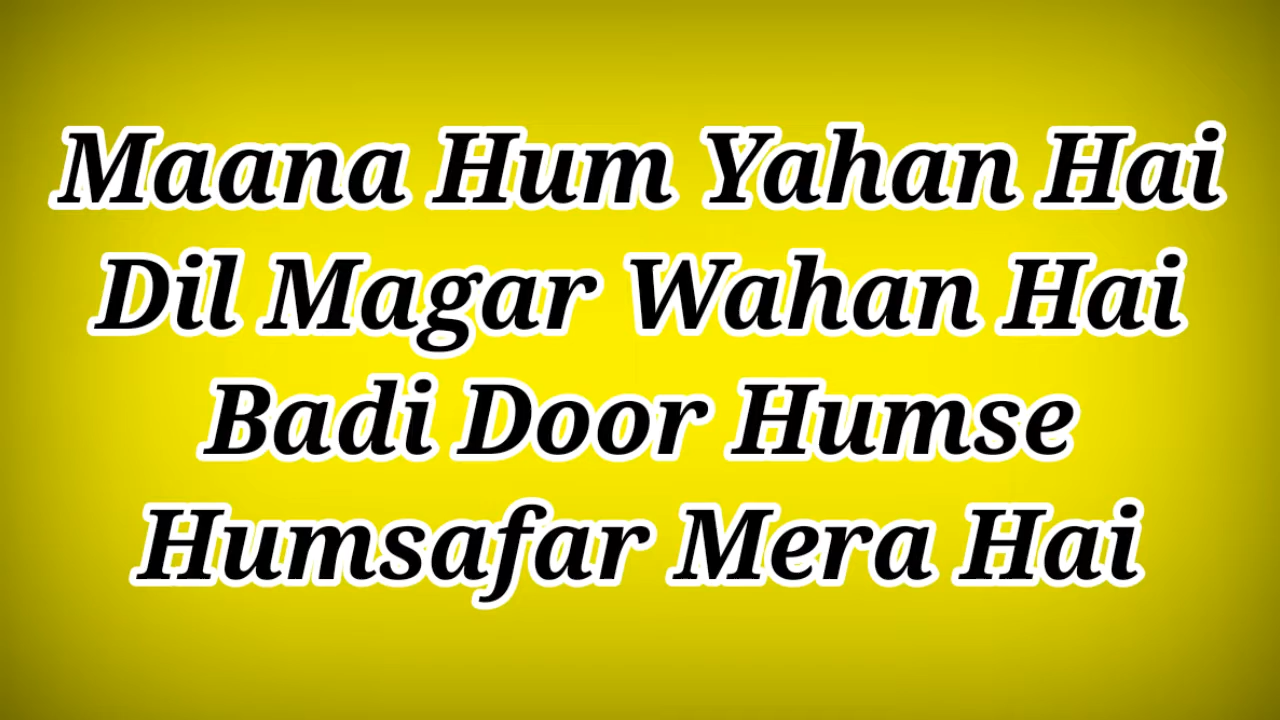 Maana Hum Yahan Hai
Dil Magar Wahan Hai
Badi Door Humse
Humsafar Mera Hai